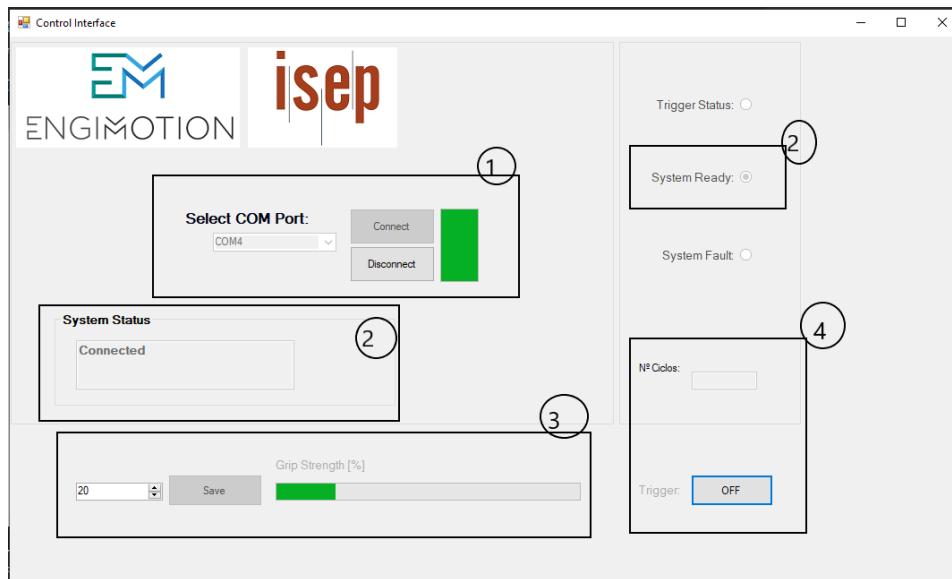 Control Interface
EM
ENGIMOTION
isep
Trigger Status:
2
System Ready:
1
Select COM Port:
COM4
Connect
Disconnect
System Fault:
System Status
Connected
2
4
Nº Ciclos:
3
Grip Strength [%]
20
Save
Trigger:
OFF